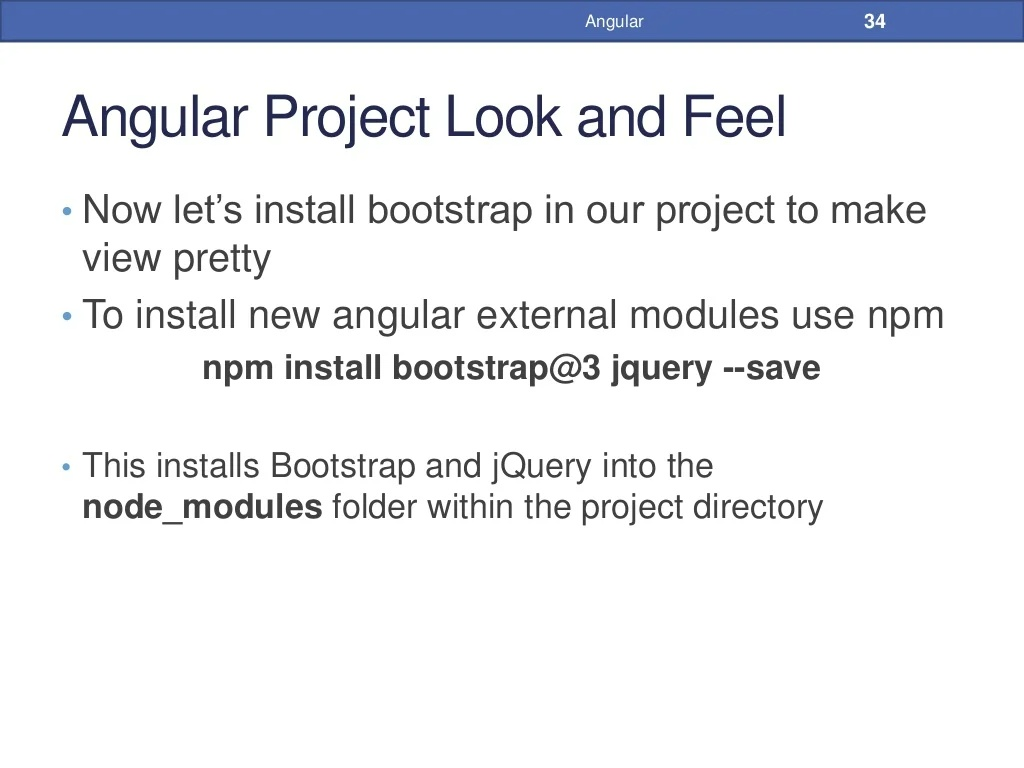 Angular 34
Angular Project Look and Feel
• Now let’s install bootstrap in our project to make
view pretty
• To install new angular external modules use npm
npm install bootstrap@3 jquery --save
• This installs Bootstrap and jQuery into the
node_modules folder within the project directory